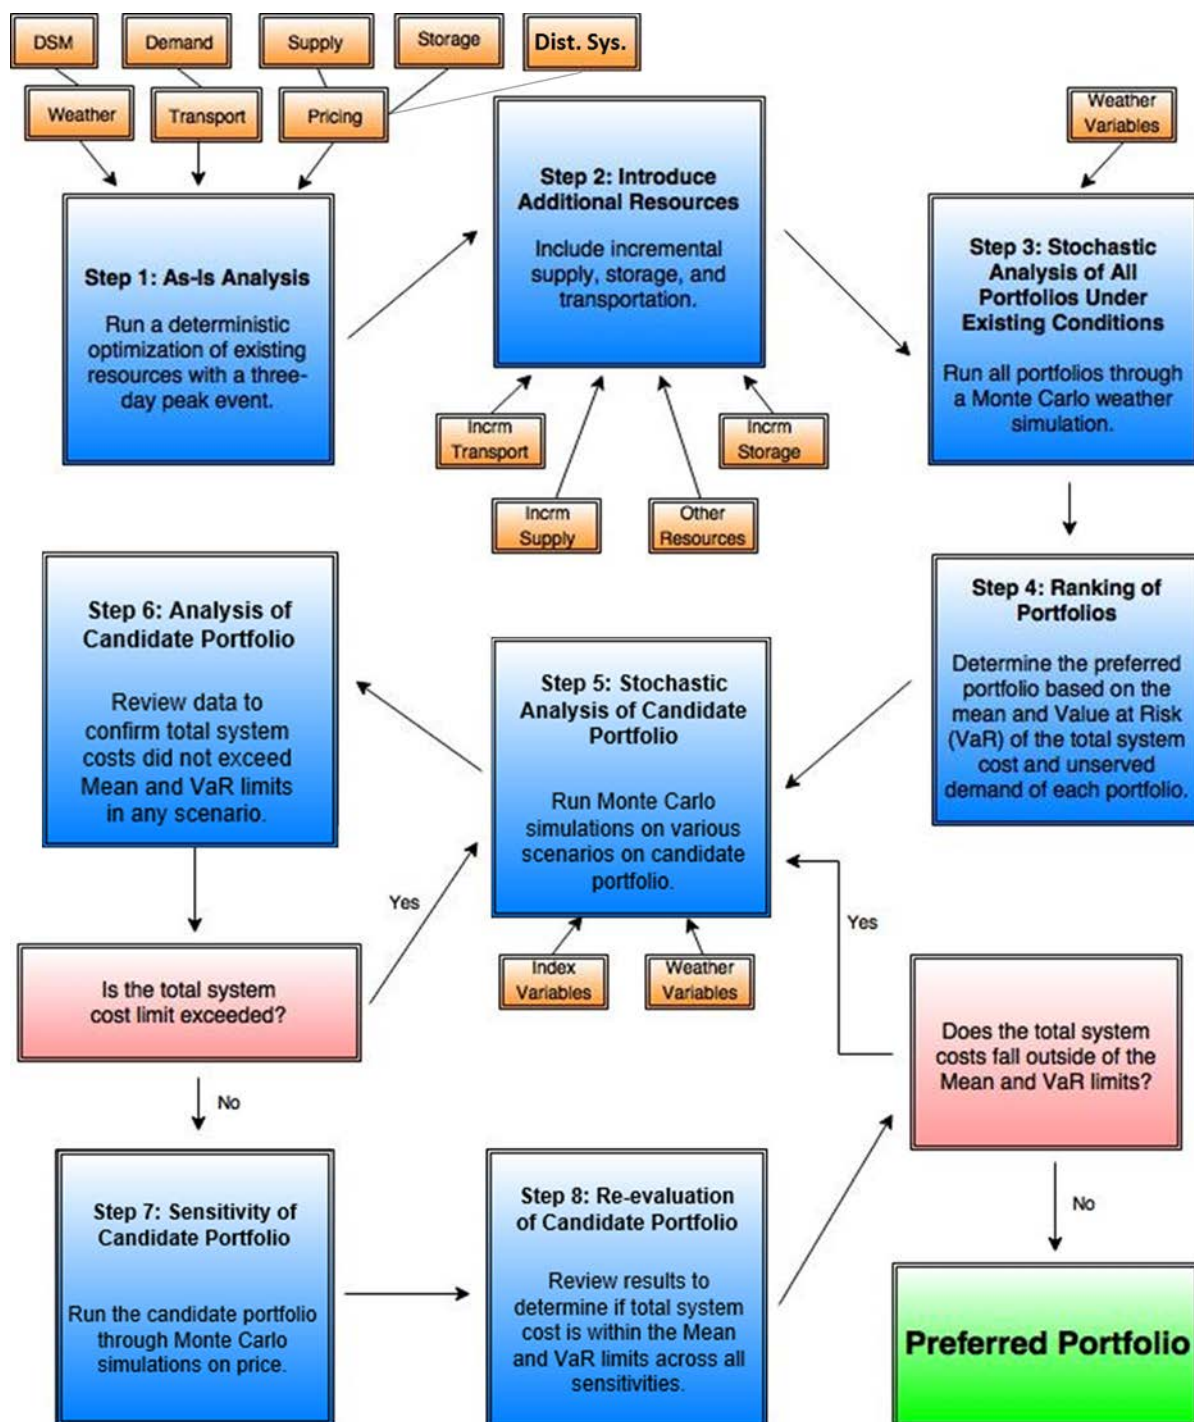 DSM
Demand
Supply
Storage
Dist. Sys.
Weather
Transport
Pricing
Weather
Variables
Step 1: As-Is Analysis
Run a deterministic
optimization of existing
resources with a three-
day peak event.
Step 2: Introduce
Additional Resources
Include incremental
supply, storage, and
transportation.
Incrm
Transport
Incrm
Supply
Other
Resources
Incrm
Storage
Step 3: Stochastic
Analysis of All
Portfolios Under
Existing Conditions
Run all portfolios through
a Monte Carlo weather
simulation.
Step 4: Ranking of
Portfolios
Determine the preferred
portfolio based on the
mean and Value at Risk
(VaR) of the total system
cost and unserved
demand of each portfolio.
Step 5: Stochastic
Analysis of Candidate
Portfolio
Run Monte Carlo
simulations on various
scenarios on candidate
portfolio.
Index
Variables
Weather
Variables
Step 6: Analysis of
Candidate Portfolio
Review data to
confirm total system
costs did not exceed
Mean and VaR limits
in any scenario.
Is the total system
cost limit exceeded?
Yes
No
Step 7: Sensitivity of
Candidate Portfolio
Run the candidate portfolio
through Monte Carlo
simulations on price.
Step 8: Re-evaluation
of Candidate Portfolio
Review results to
determine if total system
cost is within the Mean
and VaR limits across all
sensitivities.
Does the total system
costs fall outside of the
Mean and VaR limits?
Yes
No
Preferred Portfolio